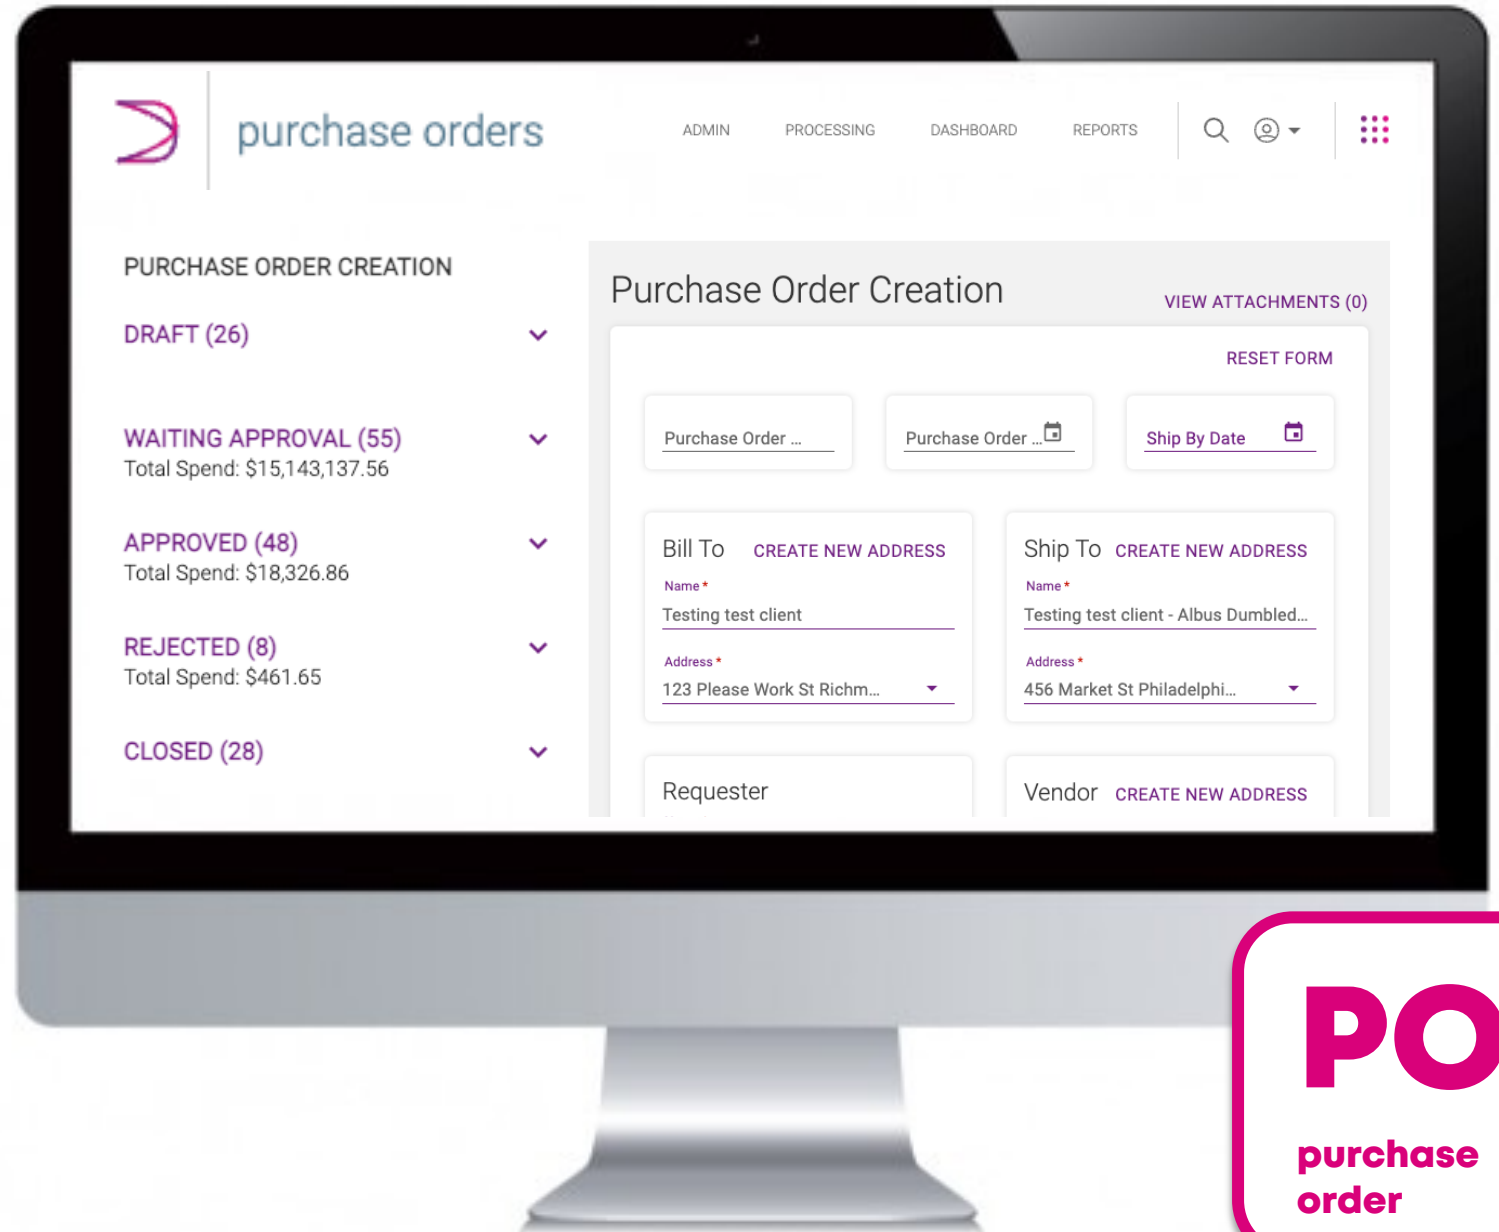 purchase orders
ADMIN PROCESSING DASHBOARD REPORTS
PURCHASE ORDER CREATION
DRAFT (26)
WAITING APPROVAL (55)
Total Spend: $15,143,137.56
APPROVED (48)
Total Spend: $18,326.86
REJECTED (8)
Total Spend: $461.65
CLOSED (28)
Purchase Order Creation
VIEW ATTACHMENTS (0)
RESET FORM
Purchase Order ... Purchase Order ... Ship By Date
Bill To CREATE NEW ADDRESS
Name *
Testing test client
Address *
123 Please Work St Richm...
Ship To CREATE NEW ADDRESS
Name *
Testing test client - Albus Dumbled...
Address *
456 Market St Philadelphi...
Requester
Vendor CREATE NEW ADDRESS
PO
purchase
order